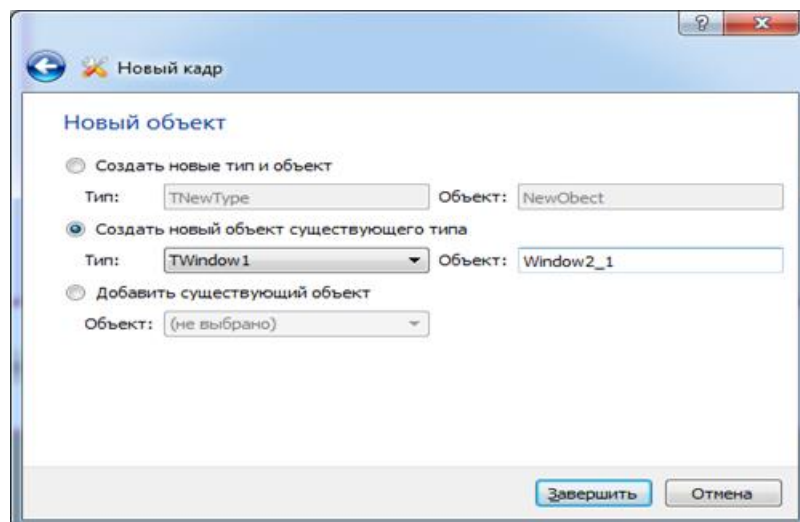 Новый кадр
Новый объект
Создать новые тип и объект
Тип: TNewType Объект: NewObect
Создать новый объект существующего типа
Тип: TWindow1 Объект: Window2_1
Добавить существующий объект
Объект: (не выбрано)
Завершить Отмена